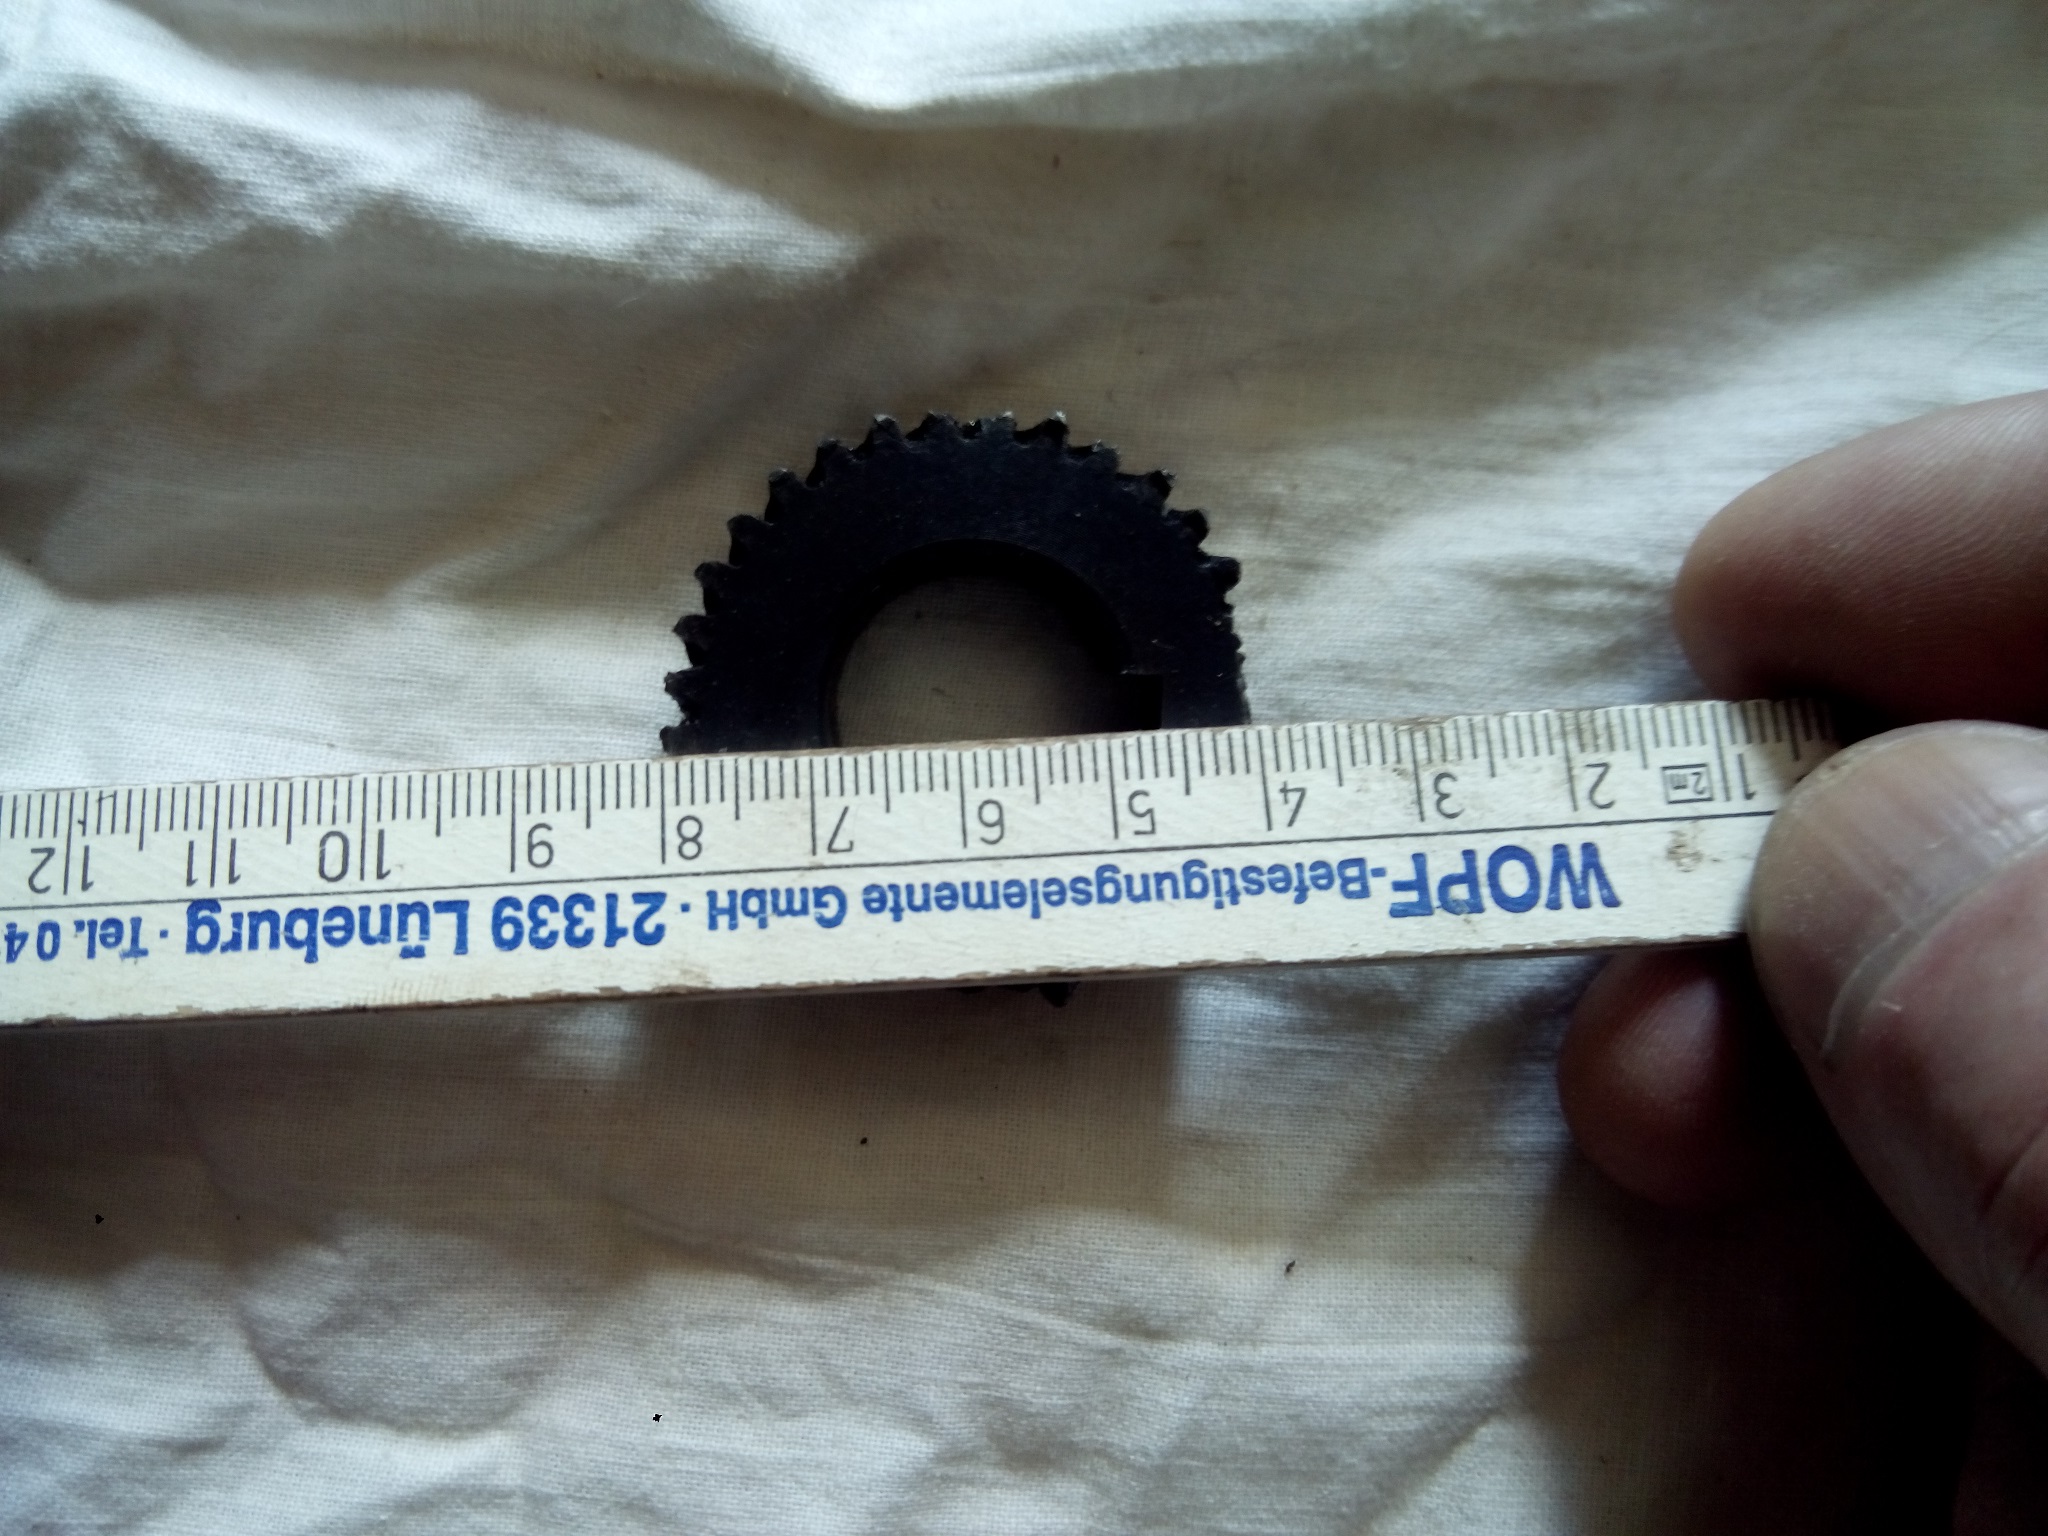 WOPF-Befestigungselemente GmbH · 21339 Lüneburg · Tel. 04
1 2m 2 3 4 5 6 7 8 9 10 11 12